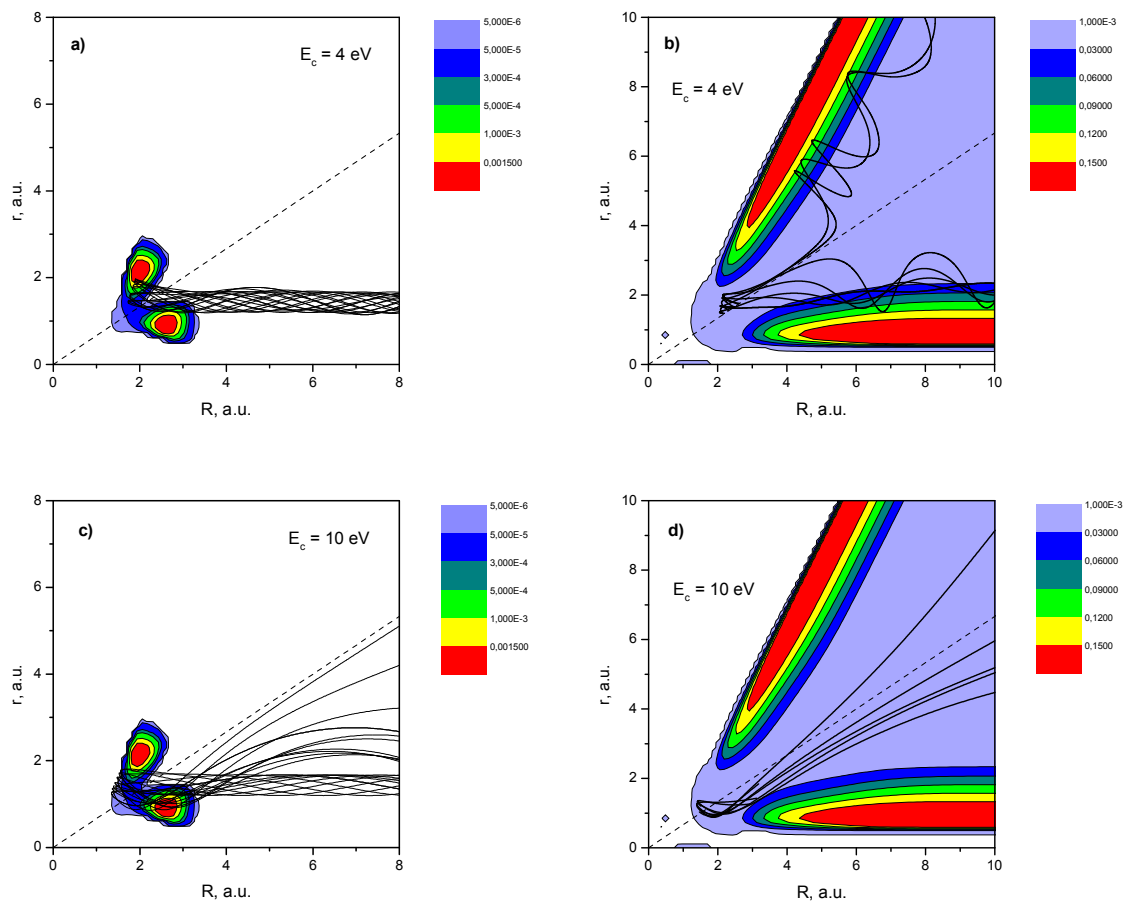 a)
E_c = 4 eV
8
6
4
2
0
r, a.u.
0 2 4 6 8
R, a.u.
5,000E-6
5,000E-5
3,000E-4
5,000E-4
1,000E-3
0,001500
b)
E_c = 4 eV
10
8
6
4
2
0
r, a.u.
0 2 4 6 8 10
R, a.u.
1,000E-3
0,03000
0,06000
0,09000
0,1200
0,1500
c)
E_c = 10 eV
8
6
4
2
0
r, a.u.
0 2 4 6 8
R, a.u.
5,000E-6
5,000E-5
3,000E-4
5,000E-4
1,000E-3
0,001500
d)
E_c = 10 eV
10
8
6
4
2
0
r, a.u.
0 2 4 6 8 10
R, a.u.
1,000E-3
0,03000
0,06000
0,09000
0,1200
0,1500